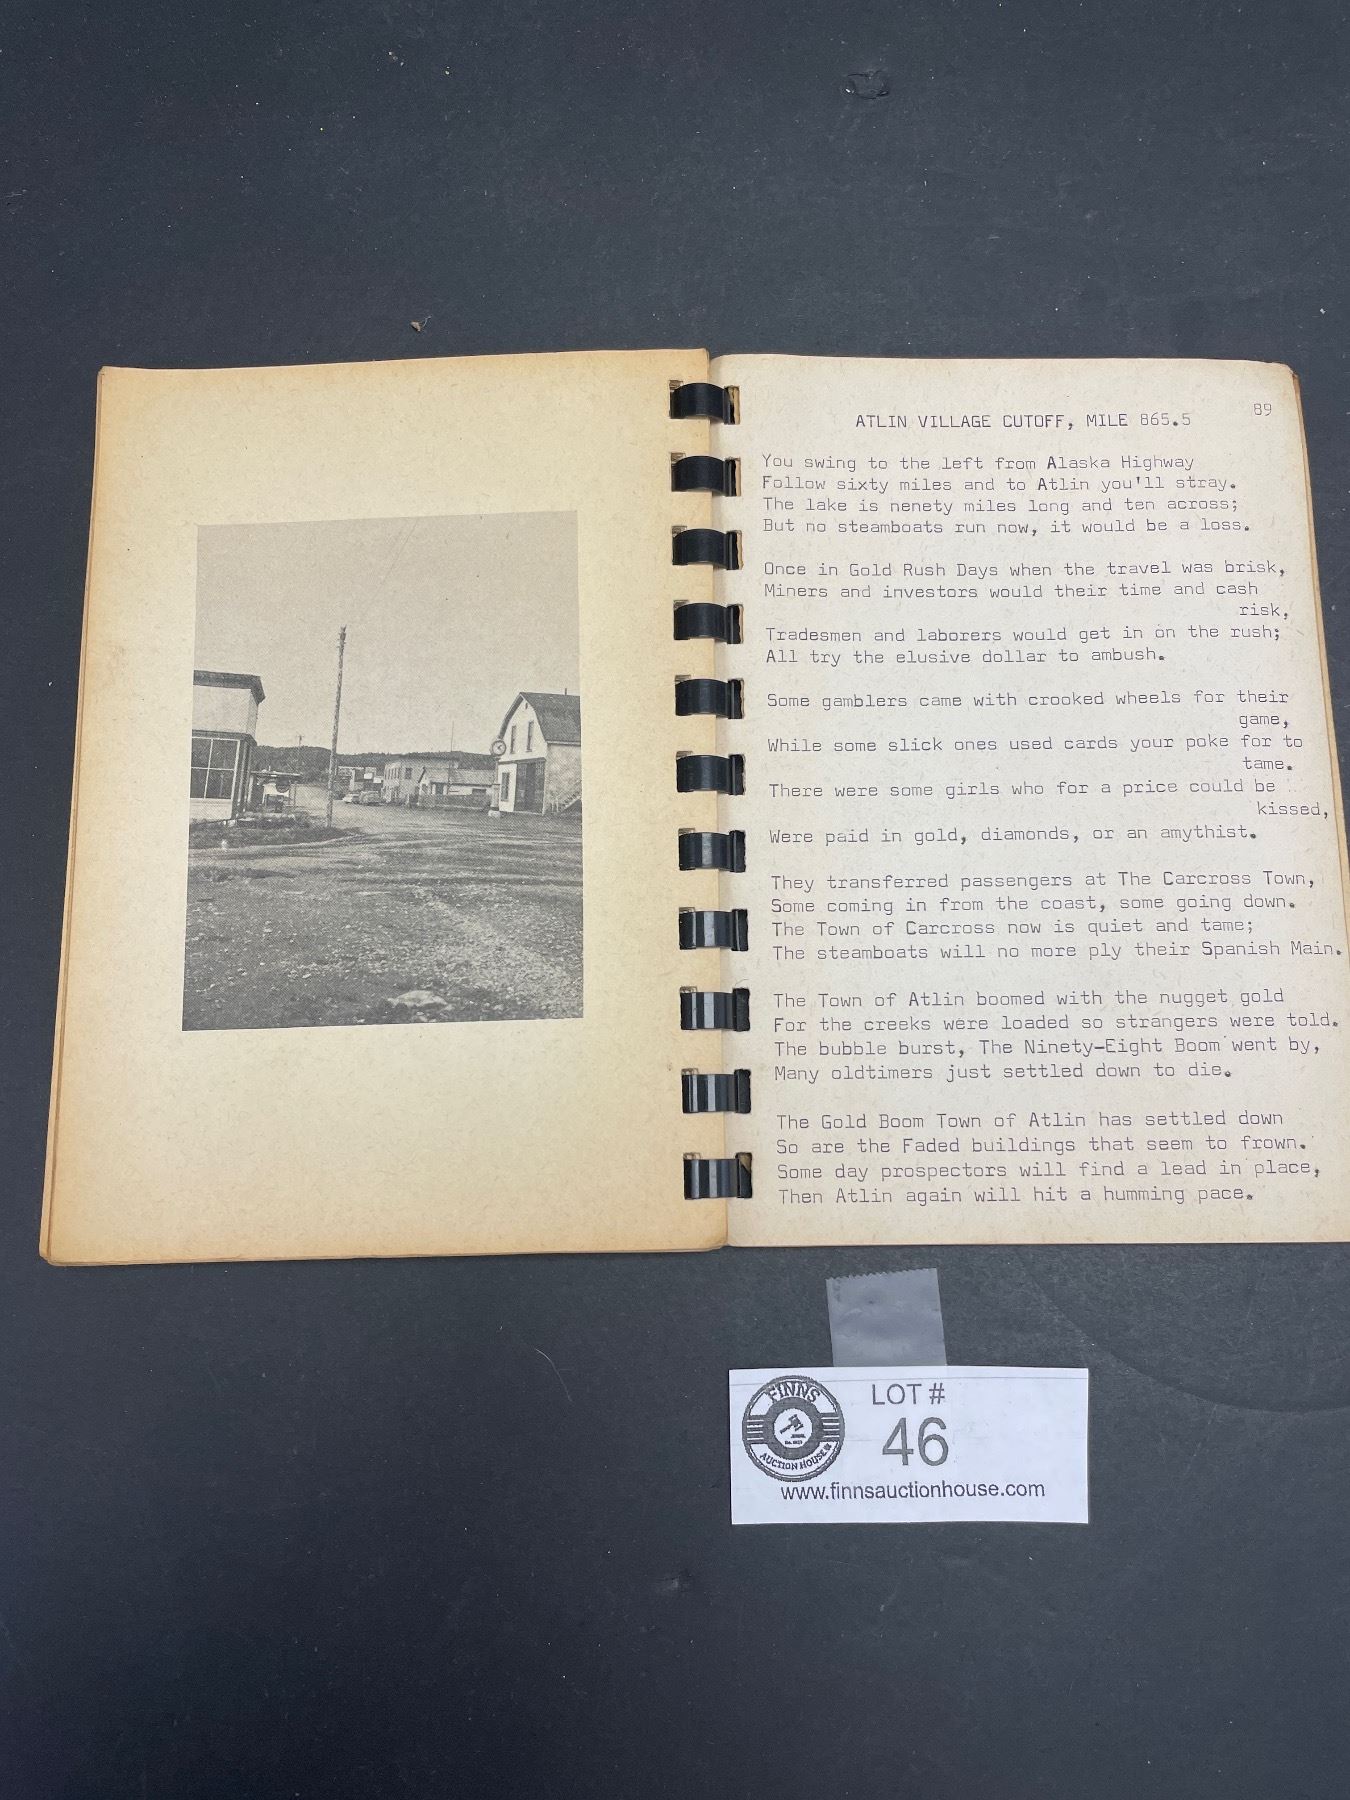 89
ATLIN VILLAGE CUTOFF, MILE 865.5
You swing to the left from Alaska Highway
Follow sixty miles and to Atlin you'll stray.
The lake is nenety miles long and ten across;
But no steamboats run now, it would be a loss.
Once in Gold Rush Days when the travel was brisk,
Miners and investors would their time and cash
risk,
Tradesmen and laborers would get in on the rush;
All try the elusive dollar to ambush.
Some gamblers came with crooked wheels for their
game,
While some slick ones used cards your poke for to
tame.
There were some girls who for a price could be
kissed,
Were paid in gold, diamonds, or an amythist.
They transferred passengers at The Carcross Town,
Some coming in from the coast, some going down.
The Town of Carcross now is quiet and tame;
The steamboats will no more ply their Spanish Main.
The Town of Atlin boomed with the nugget gold
For the creeks were loaded so strangers were told.
The bubble burst, The Ninety-Eight Boom went by,
Many oldtimers just settled down to die.
The Gold Boom Town of Atlin has settled down
So are the Faded buildings that seem to frown.
Some day prospectors will find a lead in place,
Then Atlin again will hit a humming pace.
FINNS
AUCTION HOUSE
LOT #
46
www.finnsauctionhouse.com